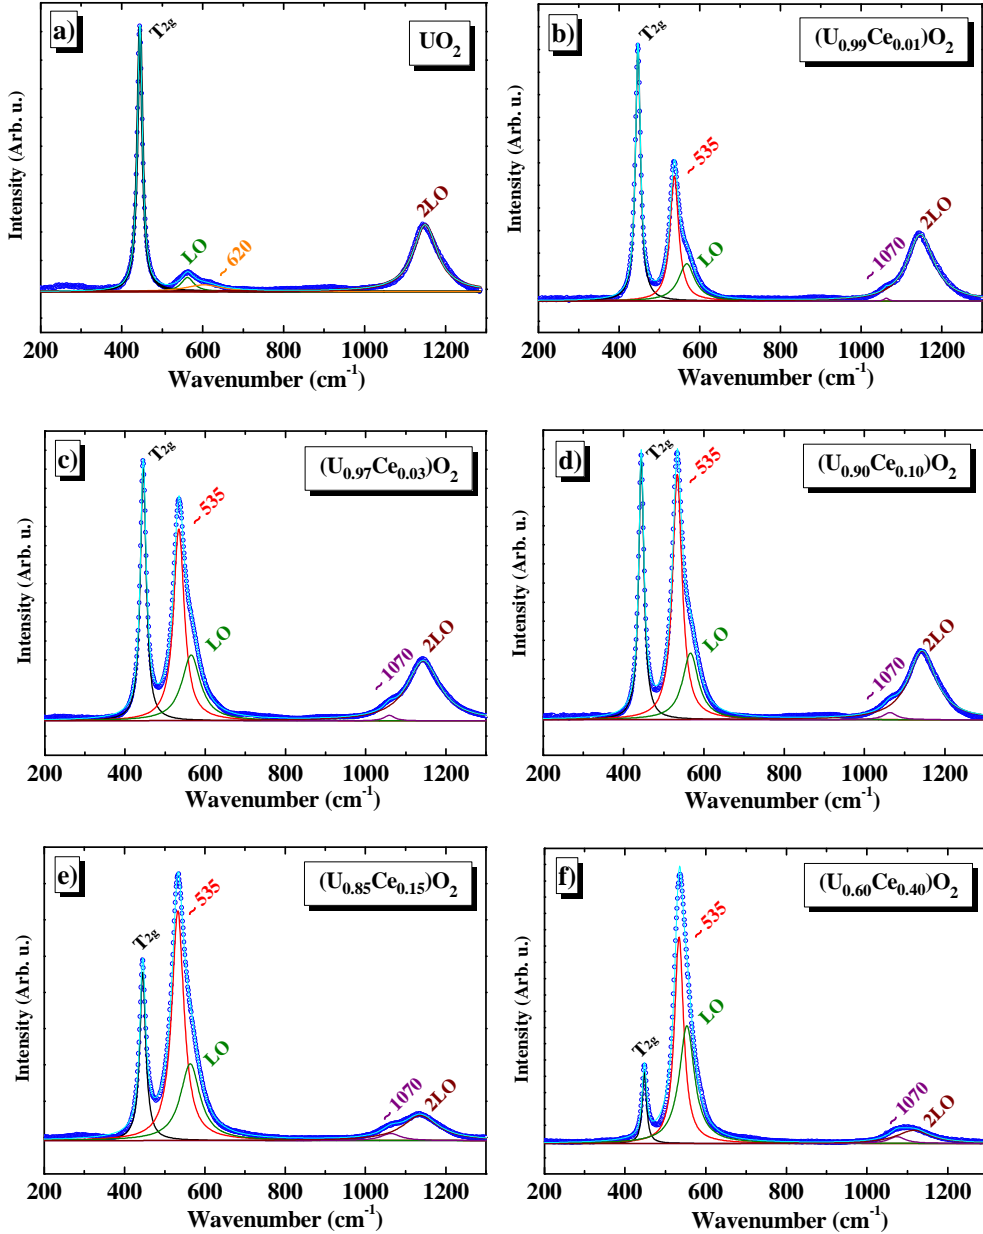 a)
UO2
T2g
LO
~ 620
2LO
Intensity (Arb. u.)
200 400 600 800 1000 1200
Wavenumber (cm-1)
b)
(U0.99Ce0.01)O2
T2g
~ 535
LO
~ 1070
2LO
Intensity (Arb. u.)
200 400 600 800 1000 1200
Wavenumber (cm-1)
c)
(U0.97Ce0.03)O2
T2g
~ 535
LO
~ 1070
2LO
Intensity (Arb. u.)
200 400 600 800 1000 1200
Wavenumber (cm-1)
d)
(U0.90Ce0.10)O2
T2g
~ 535
LO
~ 1070
2LO
Intensity (Arb. u.)
200 400 600 800 1000 1200
Wavenumber (cm-1)
e)
(U0.85Ce0.15)O2
T2g
~ 535
LO
~ 1070
2LO
Intensity (Arb. u.)
200 400 600 800 1000 1200
Wavenumber (cm-1)
f)
(U0.60Ce0.40)O2
T2g
~ 535
LO
~ 1070
2LO
Intensity (Arb. u.)
200 400 600 800 1000 1200
Wavenumber (cm-1)